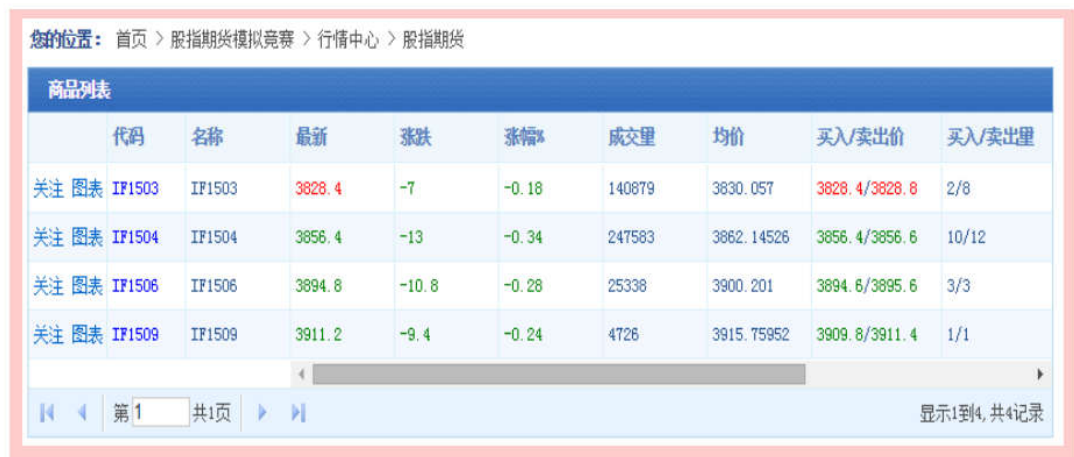 您的位置： 首页 > 股指期货模拟竞赛 > 行情中心 > 股指期货
商品列表
代码 名称 最新 涨跌 涨幅% 成交量 均价 买入/卖出价 买入/卖出量
关注 图表 IF1503 IF1503 3828.4 -7 -0.18 140879 3830.057 3828.4/3828.8 2/8
关注 图表 IF1504 IF1504 3856.4 -13 -0.34 247583 3862.14526 3856.4/3856.6 10/12
关注 图表 IF1506 IF1506 3894.8 -10.8 -0.28 25338 3900.201 3894.6/3895.6 3/3
关注 图表 IF1509 IF1509 3911.2 -9.4 -0.24 4726 3915.75952 3909.8/3911.4 1/1
第 1 共1页 显示1到4, 共4记录